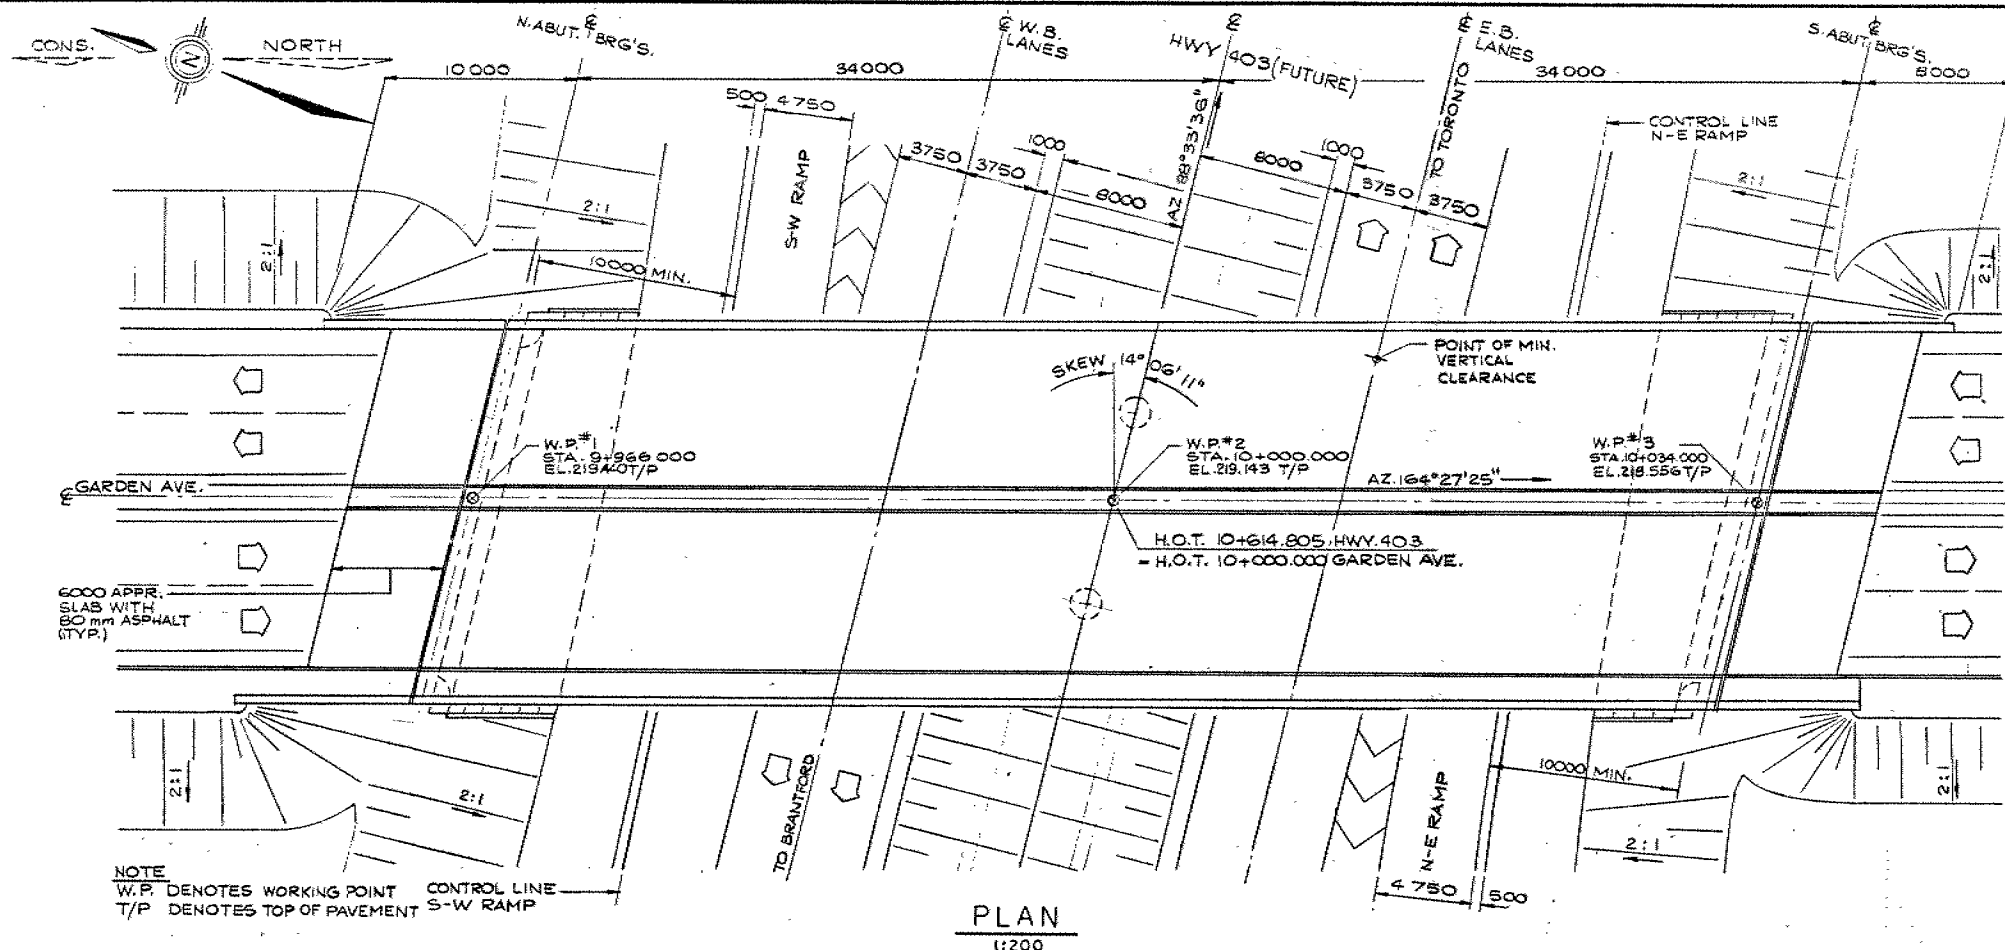 CONS.
N
NORTH
N. ABUT. ℄ BRG'S.
℄ W.B.
LANES
℄
HWY 403 (FUTURE)
℄ E.B.
LANES
℄
S. ABUT. BRG'S.
10 000
34000
34 000
8000
500 4750
3750
3750
1000
8000
AZ 88°33'36"
8000
1000
3750
3750
TO TORONTO
CONTROL LINE
N-E RAMP
S-W RAMP
2:1
2:1
10000 MIN.
2:1
2:1
SKEW 14° 06' 11"
POINT OF MIN.
VERTICAL
CLEARANCE
W.P. #1
STA. 9+966 000
T/P
W.P. #2
STA. 10+000.000
EL. 219.143 T/P
W.P. #3
STA. 10+034.000
EL. 218.556 T/P
℄ GARDEN AVE.
AZ. 164°27'25"
H.O.T. 10+614.805 HWY. 403
= H.O.T. 10+000.000 GARDEN AVE.
6000 APPR.
SLAB WITH
80 mm ASPHALT
(TYP.)
2:1
2:1
TO BRANTFORD
N-E RAMP
10000 MIN.
2:1
2:1
4 750
500
NOTE
W.P. DENOTES WORKING POINT
T/P DENOTES TOP OF PAVEMENT
CONTROL LINE
S-W RAMP
PLAN
1:200